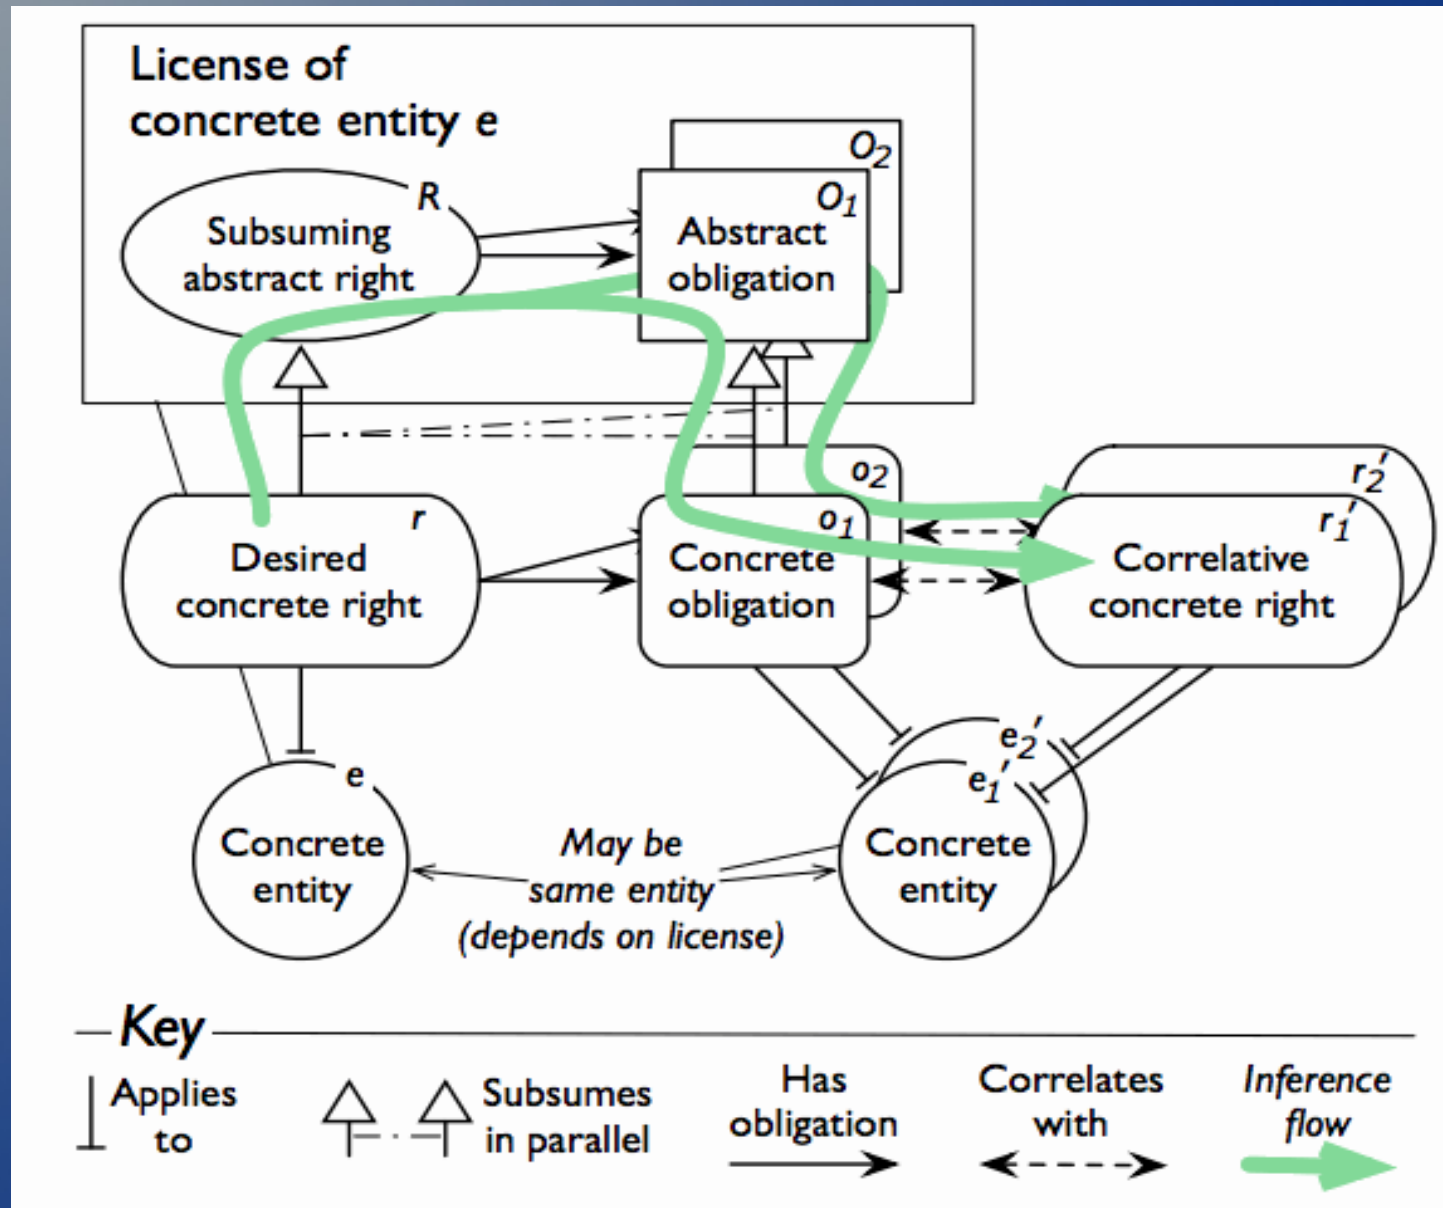 License of
concrete entity e
O2
R
O1
Subsuming
abstract right
Abstract
obligation
o2
r2′
r
o1
r1′
Desired
concrete right
Concrete
obligation
Correlative
concrete right
e2′
e
e1′
Concrete
entity
May be
same entity
(depends on license)
Concrete
entity
Key
Applies
to
Subsumes
in parallel
Has
obligation
Correlates
with
Inference
flow